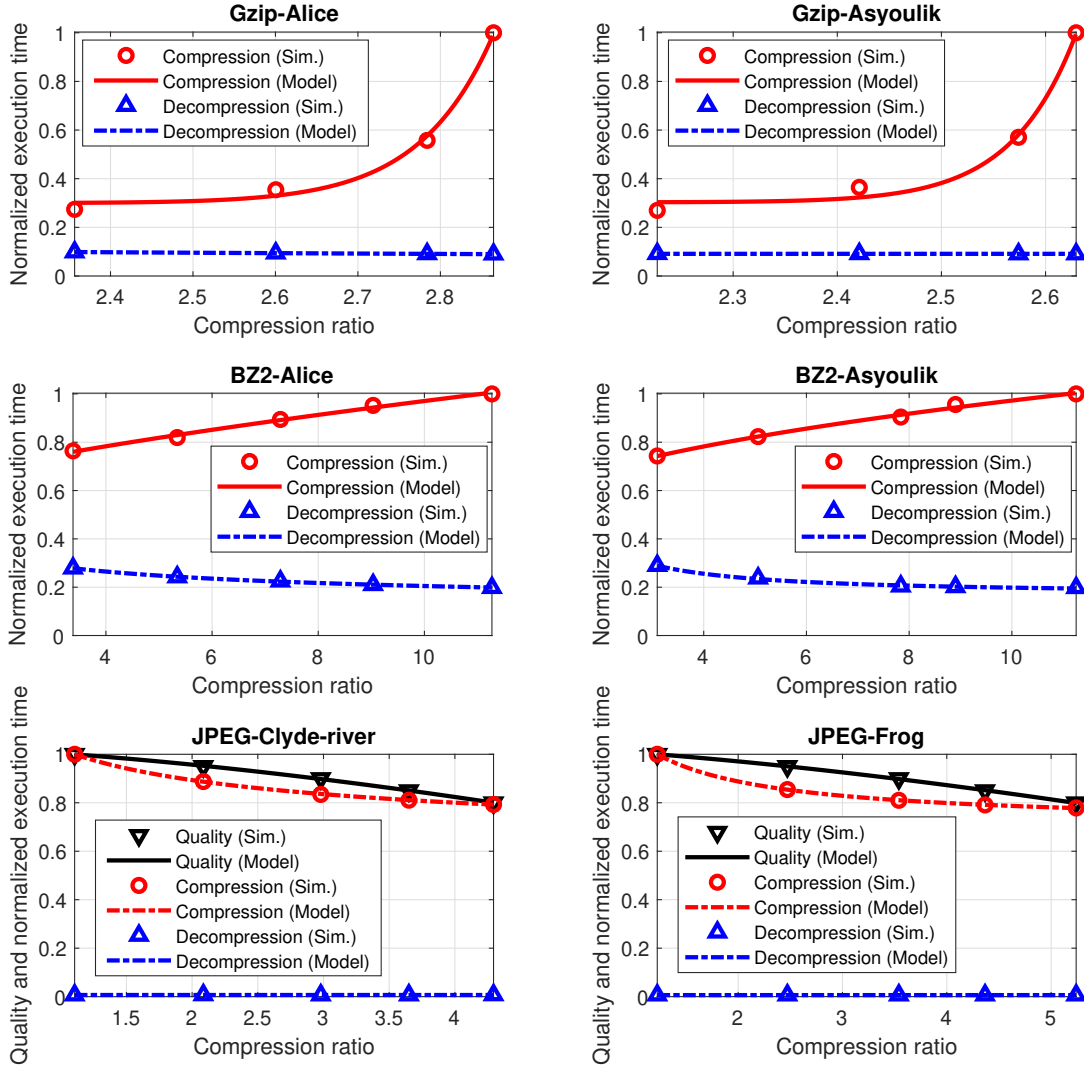 Gzip-Alice
Normalized execution time
1
0.8
0.6
0.4
0.2
0
Compression (Sim.)
Compression (Model)
Decompression (Sim.)
Decompression (Model)
2.4 2.5 2.6 2.7 2.8
Compression ratio
Gzip-Asyoulik
Normalized execution time
1
0.8
0.6
0.4
0.2
0
Compression (Sim.)
Compression (Model)
Decompression (Sim.)
Decompression (Model)
2.3 2.4 2.5 2.6
Compression ratio
BZ2-Alice
Normalized execution time
1
0.8
0.6
0.4
0.2
0
Compression (Sim.)
Compression (Model)
Decompression (Sim.)
Decompression (Model)
4 6 8 10
Compression ratio
BZ2-Asyoulik
Normalized execution time
1
0.8
0.6
0.4
0.2
0
Compression (Sim.)
Compression (Model)
Decompression (Sim.)
Decompression (Model)
4 6 8 10
Compression ratio
JPEG-Clyde-river
Quality and normalized execution time
1
0.8
0.6
0.4
0.2
0
Quality (Sim.)
Quality (Model)
Compression (Sim.)
Compression (Model)
Decompression (Sim.)
Decompression (Model)
1.5 2 2.5 3 3.5 4
Compression ratio
JPEG-Frog
Quality and normalized execution time
1
0.8
0.6
0.4
0.2
0
Quality (Sim.)
Quality (Model)
Compression (Sim.)
Compression (Model)
Decompression (Sim.)
Decompression (Model)
2 3 4 5
Compression ratio